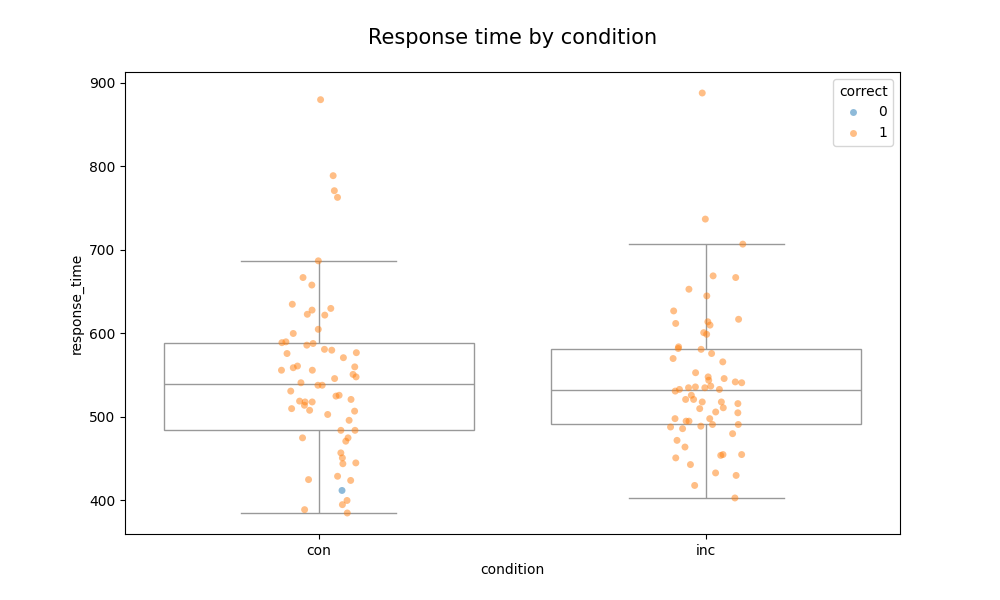 Response time by condition
correct
0
1
900
800
700
600
500
400
response_time
con
inc
condition